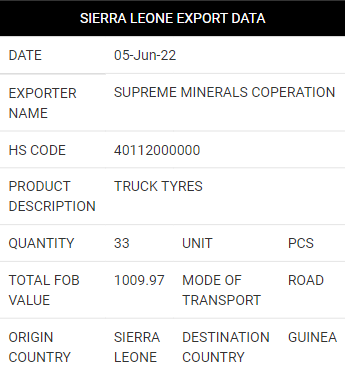 SIERRA LEONE EXPORT DATA
DATE 05-Jun-22
EXPORTER NAME SUPREME MINERALS COPERATION
HS CODE 40112000000
PRODUCT DESCRIPTION TRUCK TYRES
QUANTITY 33 UNIT PCS
TOTAL FOB VALUE 1009.97 MODE OF TRANSPORT ROAD
ORIGIN COUNTRY SIERRA LEONE DESTINATION COUNTRY GUINEA